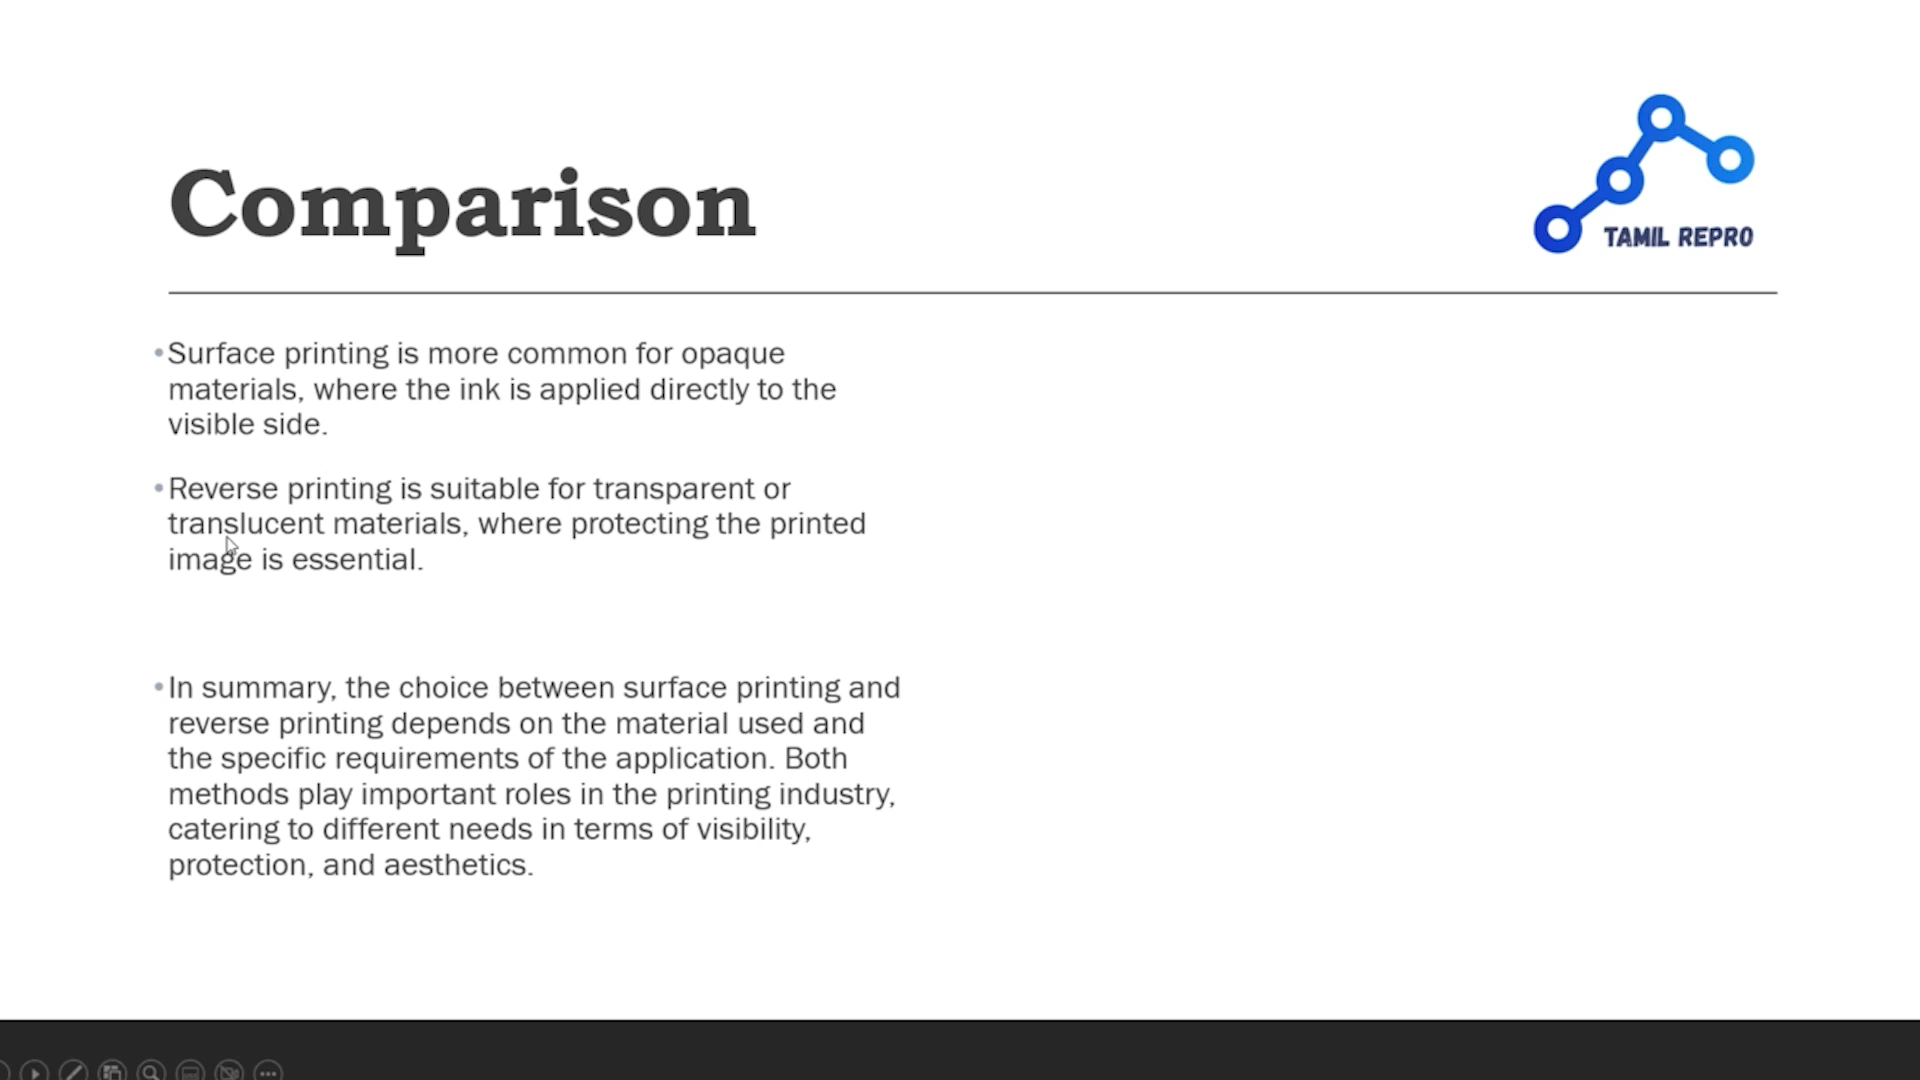 Comparison
TAMIL REPRO
•Surface printing is more common for opaque
materials, where the ink is applied directly to the
visible side.
•Reverse printing is suitable for transparent or
translucent materials, where protecting the printed
image is essential.
•In summary, the choice between surface printing and
reverse printing depends on the material used and
the specific requirements of the application. Both
methods play important roles in the printing industry,
catering to different needs in terms of visibility,
protection, and aesthetics.